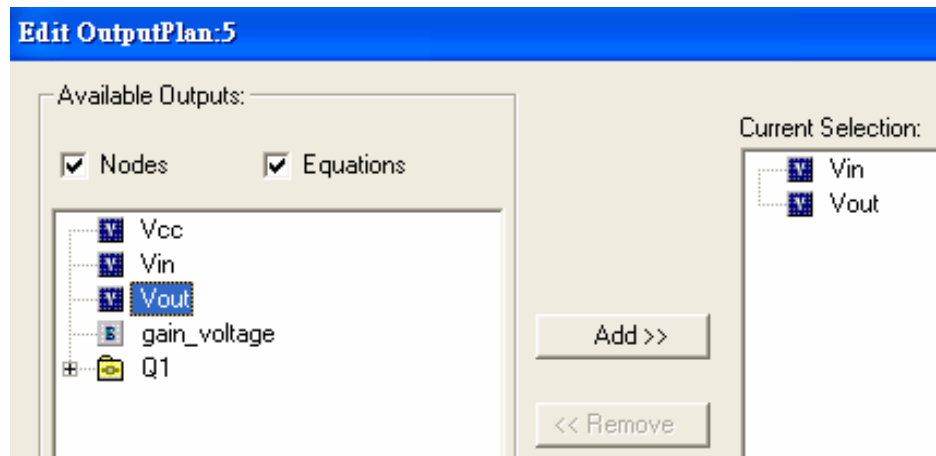 Edit OutputPlan:5
Available Outputs:
Nodes Equations
Vcc
Vin
Vout
gain_voltage
Q1
Add >>
<< Remove
Current Selection:
Vin
Vout